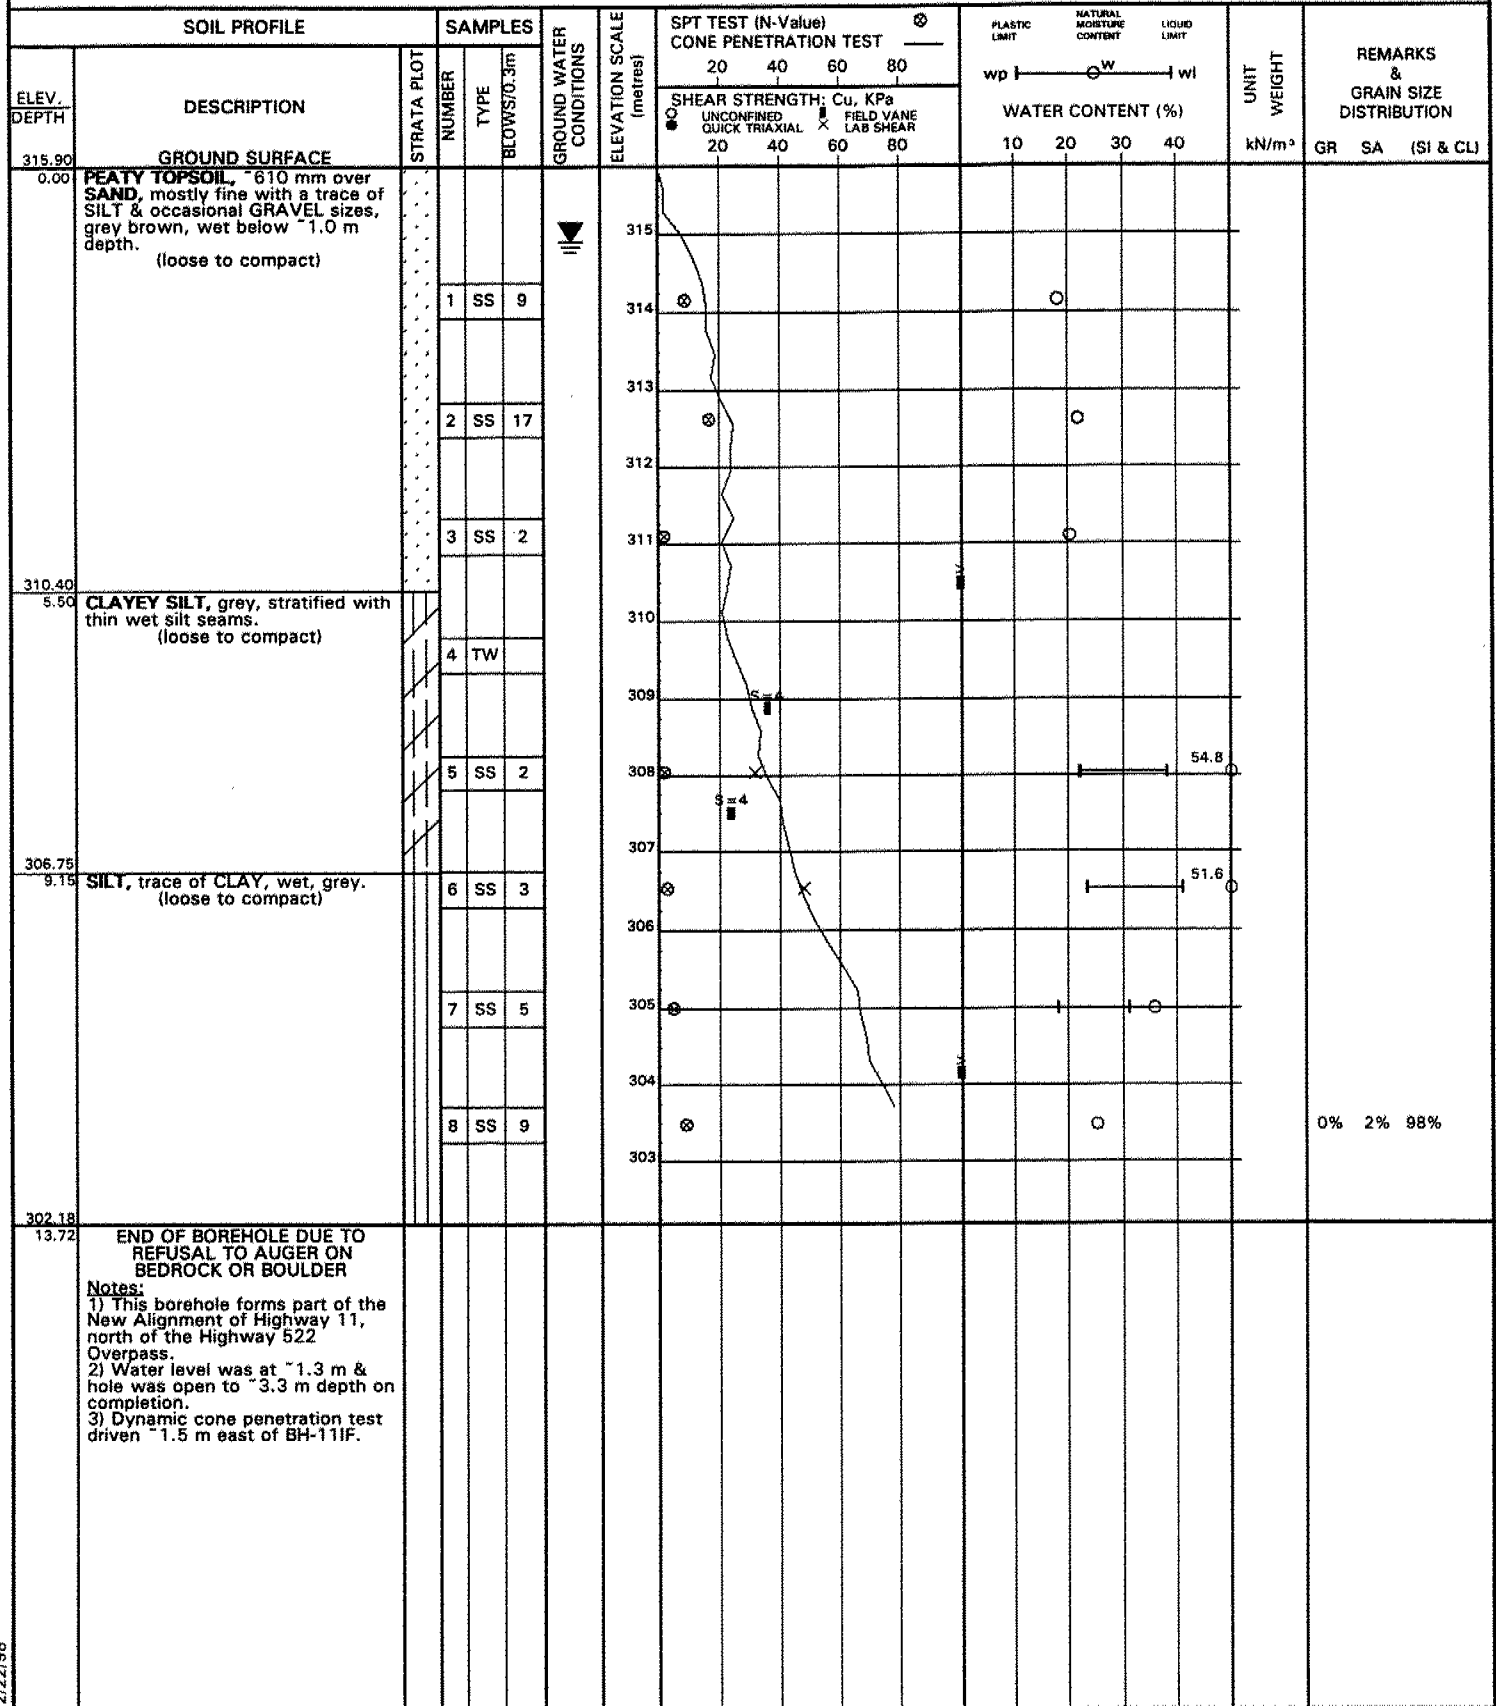 SOIL PROFILE
SAMPLES
GROUND WATER
CONDITIONS
ELEVATION SCALE
(metres)
SPT TEST (N-Value)
CONE PENETRATION TEST
20 40 60 80
SHEAR STRENGTH: Cu, KPa
UNCONFINED
FIELD VANE
QUICK TRIAXIAL
LAB SHEAR
20 40 60 80
PLASTIC
LIMIT
NATURAL
MOISTURE
CONTENT
LIQUID
LIMIT
wp w wl
WATER CONTENT (%)
10 20 30 40
UNIT
WEIGHT
kN/m³
REMARKS
&
GRAIN SIZE
DISTRIBUTION
GR SA (SI & CL)
ELEV.
DEPTH
DESCRIPTION
STRATA PLOT
NUMBER
TYPE
BLOWS/0.3m
315.90
GROUND SURFACE
0.00
PEATY TOPSOIL, ~610 mm over
SAND, mostly fine with a trace of
SILT & occasional GRAVEL sizes,
grey brown, wet below ~1.0 m
depth.
(loose to compact)
315
1 SS 9
314
313
2 SS 17
312
3 SS 2
311
310.40
5.50
CLAYEY SILT, grey, stratified with
thin wet silt seams.
(loose to compact)
310
4 TW
309
5 SS 2
308
54.8
S=4
307
306.75
9.15
SILT, trace of CLAY, wet, grey.
(loose to compact)
6 SS 3
51.6
306
7 SS 5
305
304
8 SS 9
0% 2% 98%
303
302.18
13.72
END OF BOREHOLE DUE TO
REFUSAL TO AUGER ON
BEDROCK OR BOULDER
Notes:
1) This borehole forms part of the
New Alignment of Highway 11,
north of the Highway 522
Overpass.
2) Water level was at ~1.3 m &
hole was open to ~3.3 m depth on
completion.
3) Dynamic cone penetration test
driven ~1.5 m east of BH-11IF.